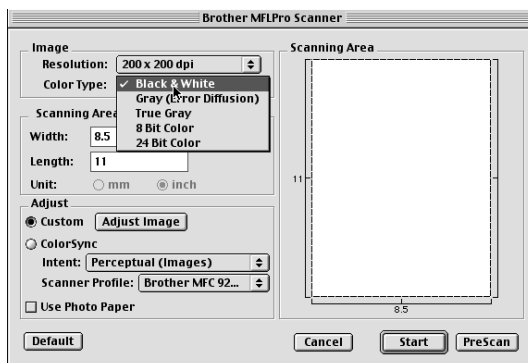 Brother MFLPro Scanner
Image
Resolution: 200 x 200 dpi
Color Type: ✓ Black & White
Gray (Error Diffusion)
True Gray
8 Bit Color
24 Bit Color
Scanning Area
Width: 8.5
Length: 11
Unit: mm inch
Adjust
Custom Adjust Image
ColorSync
Intent: Perceptual (Images)
Scanner Profile: Brother MFC 92...
Use Photo Paper
Default
Scanning Area
11
8.5
Cancel Start PreScan